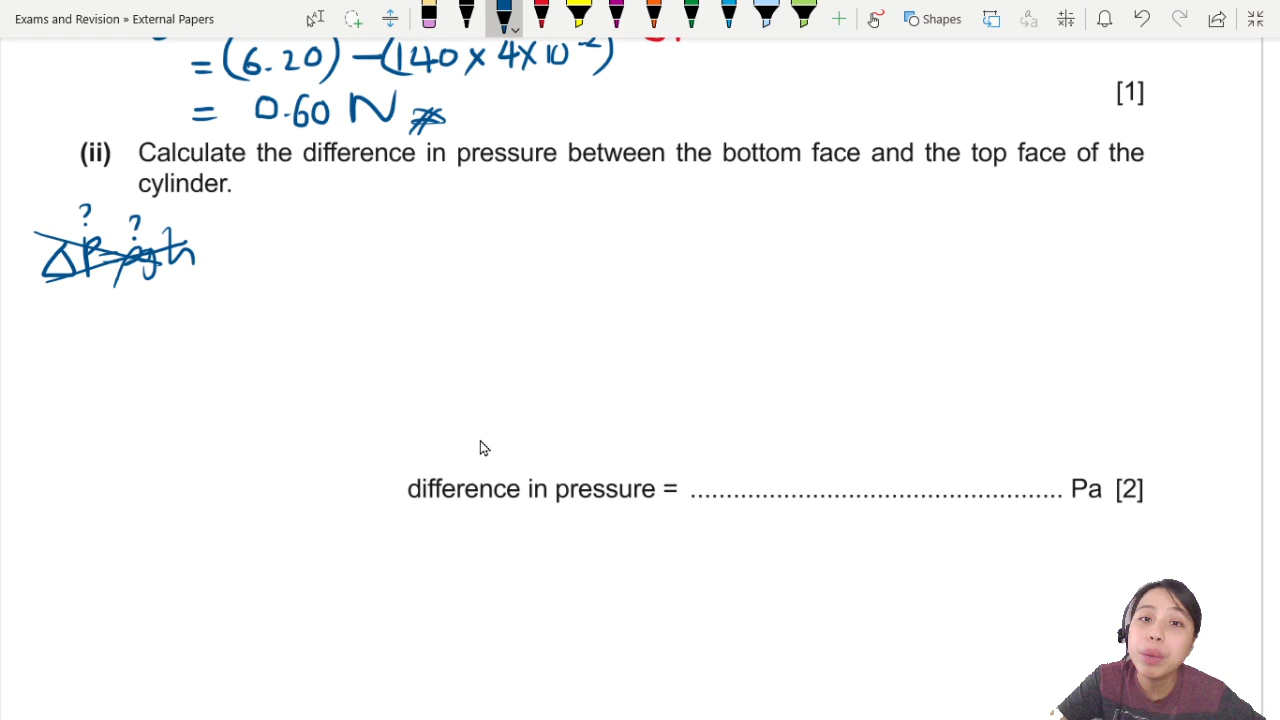 Exams and Revision » External Papers
Shapes
= (6.20) - (140 × 4 × 10⁻²)
[1]
= 0.60 N
(ii) Calculate the difference in pressure between the bottom face and the top face of the
cylinder.
? ?
ΔP = ρgh
difference in pressure = .................................................... Pa [2]